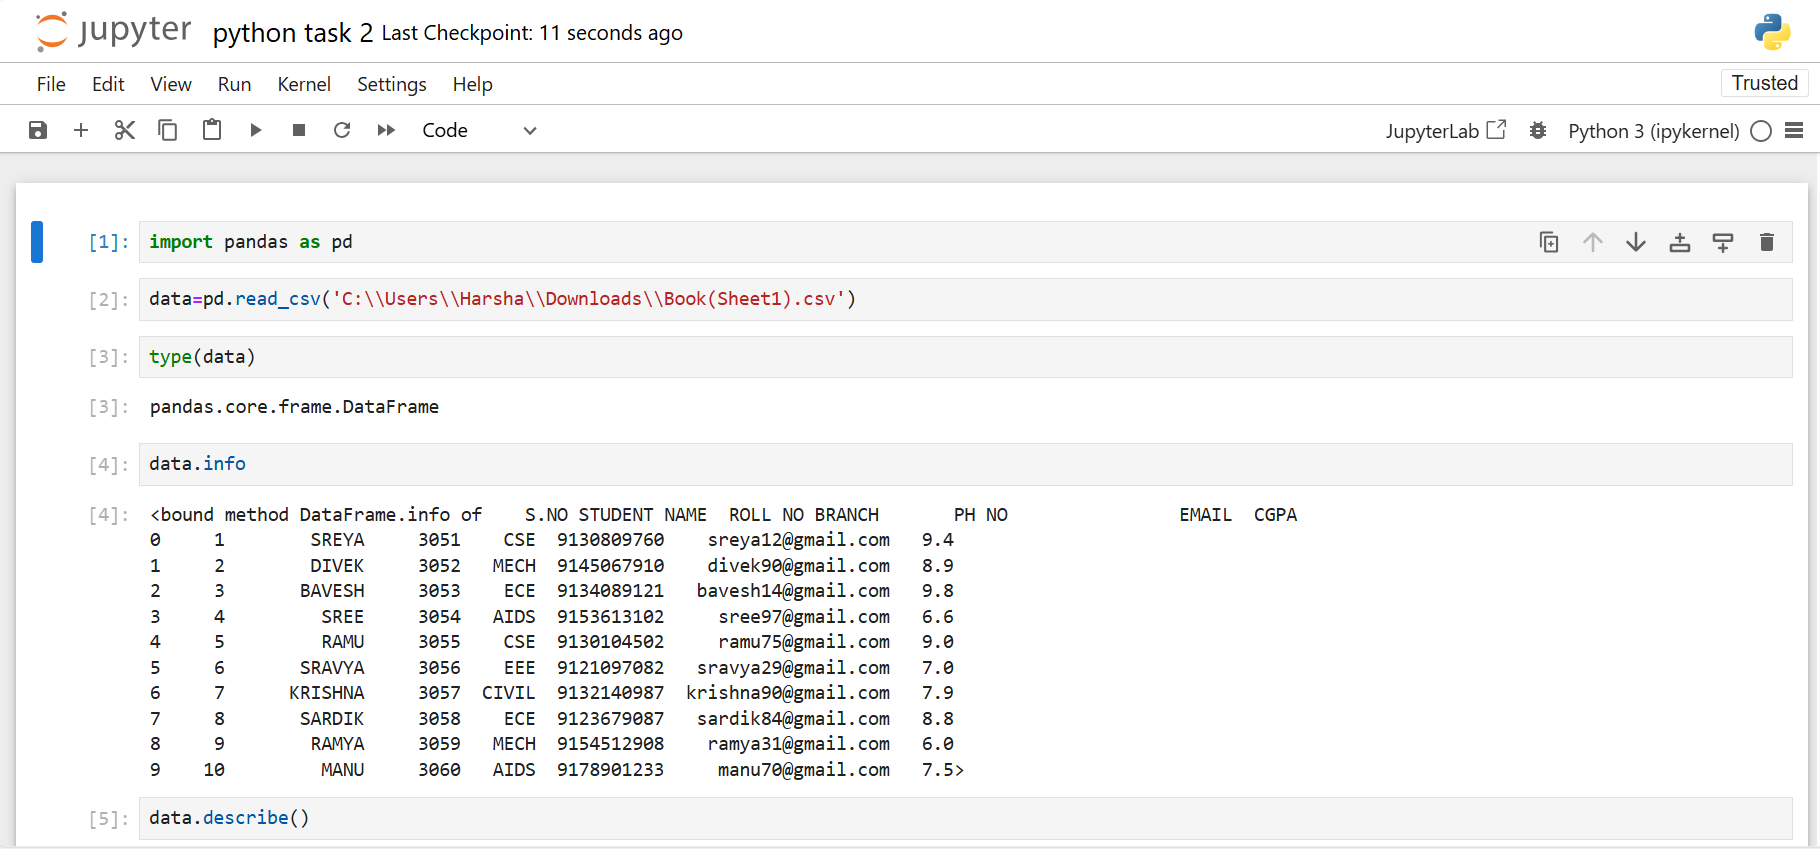 jupyter python task 2 Last Checkpoint: 11 seconds ago
File Edit View Run Kernel Settings Help Trusted
Code JupyterLab Python 3 (ipykernel)
[1]: import pandas as pd
[2]: data=pd.read_csv('C:\\Users\\Harsha\\Downloads\\Book(Sheet1).csv')
[3]: type(data)
[3]: pandas.core.frame.DataFrame
[4]: data.info
[4]: <bound method DataFrame.info of    S.NO STUDENT NAME  ROLL NO BRANCH       PH NO                EMAIL  CGPA
0     1        SREYA     3051    CSE  9130809760    sreya12@gmail.com   9.4
1     2        DIVEK     3052   MECH  9145067910    divek90@gmail.com   8.9
2     3       BAVESH     3053    ECE  9134089121   bavesh14@gmail.com   9.8
3     4         SREE     3054   AIDS  9153613102     sree97@gmail.com   6.6
4     5         RAMU     3055    CSE  9130104502     ramu75@gmail.com   9.0
5     6       SRAVYA     3056    EEE  9121097082   sravya29@gmail.com   7.0
6     7      KRISHNA     3057  CIVIL  9132140987  krishna90@gmail.com   7.9
7     8       SARDIK     3058    ECE  9123679087   sardik84@gmail.com   8.8
8     9        RAMYA     3059   MECH  9154512908    ramya31@gmail.com   6.0
9    10         MANU     3060   AIDS  9178901233     manu70@gmail.com   7.5>
[5]: data.describe()